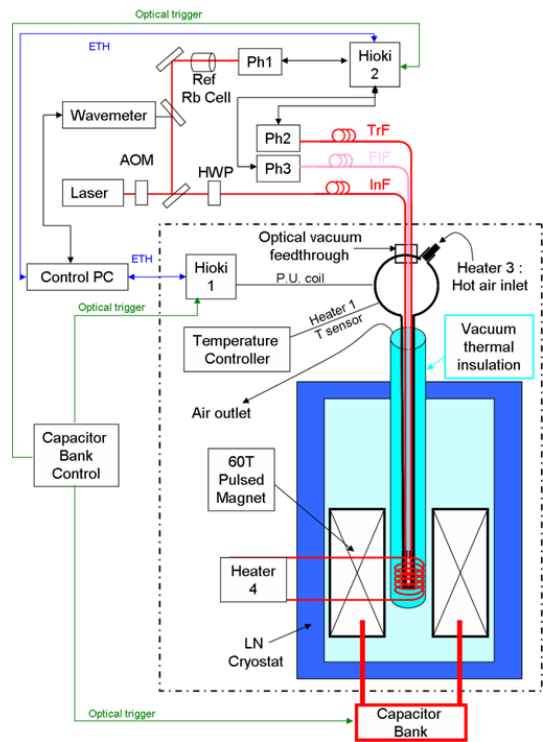 Optical trigger
ETH
Hioki
2
Ph1
Ref
Rb Cell
Wavemeter
Ph2
TrF
Ph3
FIF
AOM
HWP
Laser
InF
Optical vacuum
feedthrough
Heater 3 :
Hot air inlet
Control PC
ETH
Hioki
1
P.U. coil
Optical trigger
Heater 1
T sensor
Temperature
Controller
Vacuum
thermal
insulation
Air outlet
Capacitor
Bank
Control
60T
Pulsed
Magnet
Heater
4
LN
Cryostat
Optical trigger
Capacitor
Bank